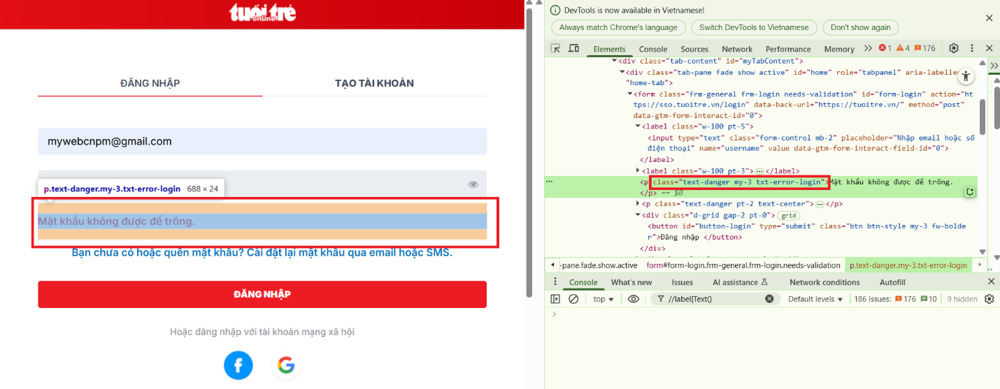 tuổi trẻ
online
ĐĂNG NHẬP
TẠO TÀI KHOẢN
mywebcnpm@gmail.com
p.text-danger.my-3.txt-error-login 688 × 24
Mật khẩu không được để trống.
Bạn chưa có hoặc quên mật khẩu? Cài đặt lại mật khẩu qua email hoặc SMS.
ĐĂNG NHẬP
Hoặc đăng nhập với tài khoản mạng xã hội
DevTools is now available in Vietnamese!
Always match Chrome's language
Switch DevTools to Vietnamese
Don't show again
Elements Console Sources Network Performance Memory 1 4 176
<div class="tab-content" id="myTabContent">
<div class="tab-pane fade show active" id="home" role="tabpanel" aria-labelled
"home-tab">
<form class="frm-general frm-login needs-validation" id="form-login" action="ht
tps://sso.tuoitre.vn/login" data-back-url="https://tuoitre.vn/" method="post"
data-gtm-form-interact-id="0">
<label class="w-100 pt-5">
<input type="text" class="form-control mb-2" placeholder="Nhập email hoặc số
điện thoại" name="username" value data-gtm-form-interact-field-id="0">
</label>
<label class="w-100 pt-3">…</label>
<p class="text-danger my-3 txt-error-login">Mật khẩu không được để trống.
</p> == $0
<p class="text-danger pt-2 text-center">…</p>
<div class="d-grid gap-2 pt-0"> grid
<button id="button-login" type="submit" class="btn btn-style my-3 fw-bolde
r">Đăng nhập </button>
</div>
-pane.fade.show.active form#form-login.frm-general.frm-login.needs-validation p.text-danger.my-3.txt-error-login
Console What's new Issues AI assistance Network conditions Autofill
top //label[Text() Default levels 186 Issues: 176 10 9 hidden